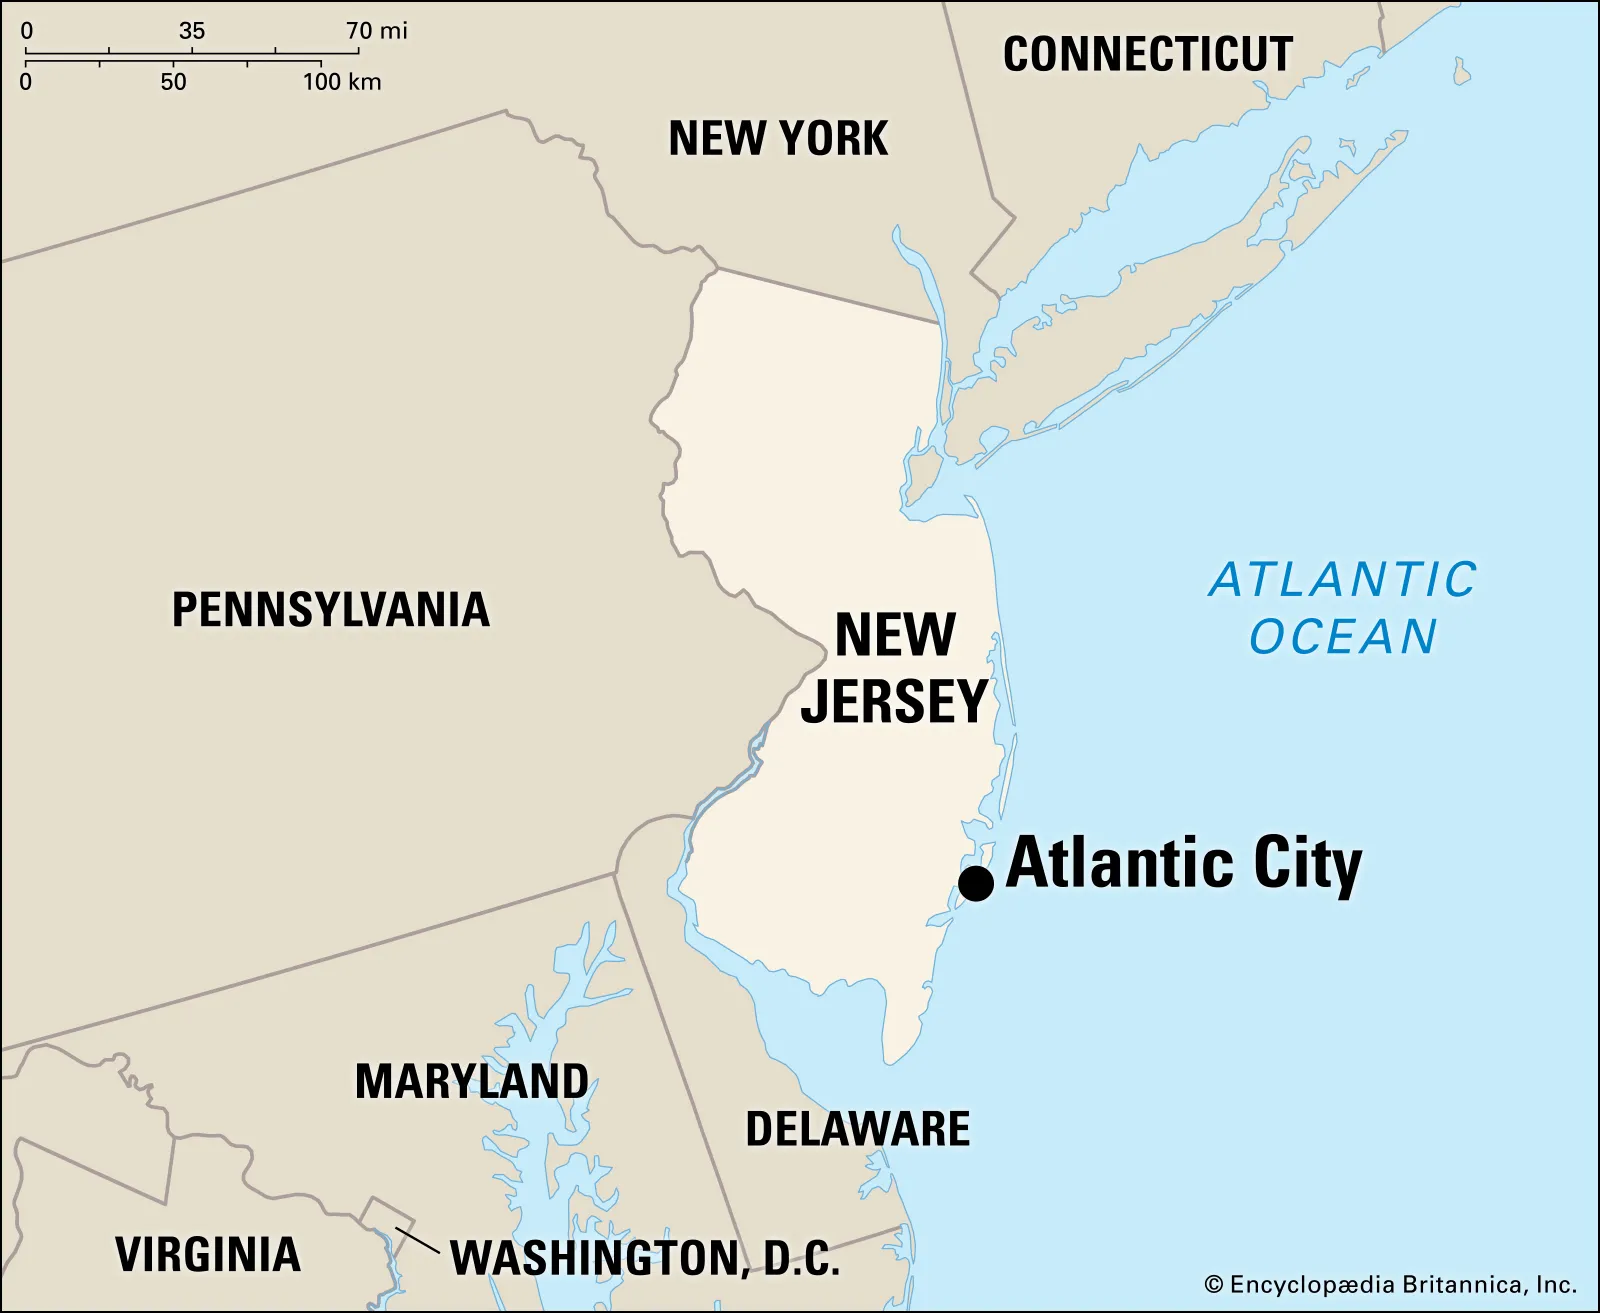 0 35 70 mi
0 50 100 km
CONNECTICUT
NEW YORK
PENNSYLVANIA
NEW
JERSEY
ATLANTIC
OCEAN
Atlantic City
MARYLAND
DELAWARE
VIRGINIA
WASHINGTON, D.C.
© Encyclopædia Britannica, Inc.